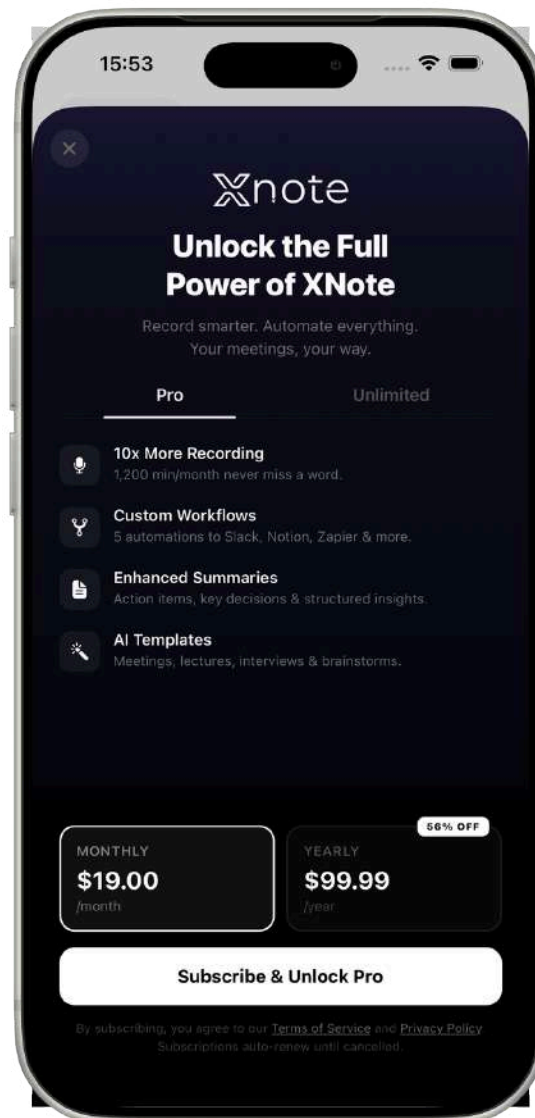 15:53
Xnote
Unlock the Full
Power of XNote
Record smarter. Automate everything.
Your meetings, your way.
Pro
Unlimited
10x More Recording
1,200 min/month never miss a word.
Custom Workflows
5 automations to Slack, Notion, Zapier & more.
Enhanced Summaries
Action items, key decisions & structured insights.
AI Templates
Meetings, lectures, interviews & brainstorms.
56% OFF
MONTHLY
$19.00
/month
YEARLY
$99.99
/year
Subscribe & Unlock Pro
By subscribing, you agree to our Terms of Service and Privacy Policy
Subscriptions auto-renew until cancelled.